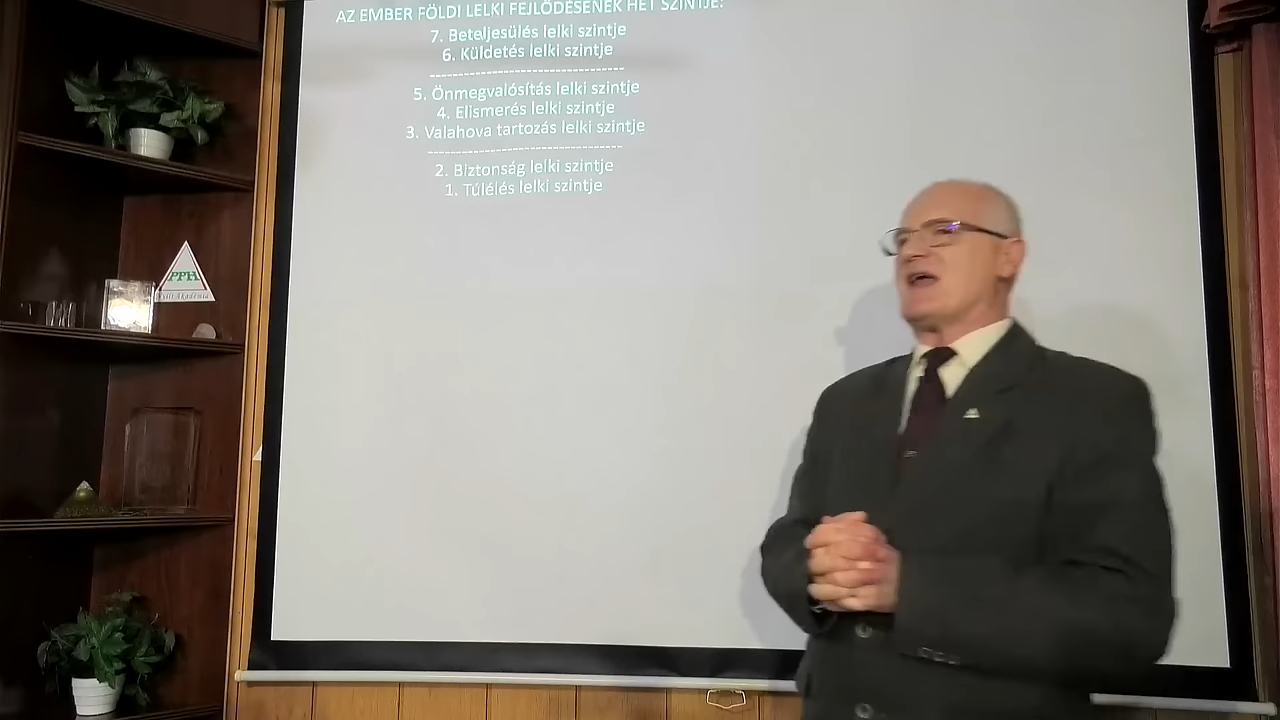 AZ EMBER FÖLDI LELKI FEJLŐDÉSÉNEK HÉT SZINTJE:
7. Beteljesülés lelki szintje
6. Küldetés lelki szintje
----------------------------------
5. Önmegvalósítás lelki szintje
4. Elismerés lelki szintje
3. Valahova tartozás lelki szintje
----------------------------------
2. Biztonság lelki szintje
1. Túlélés lelki szintje
PPH
Akadémia